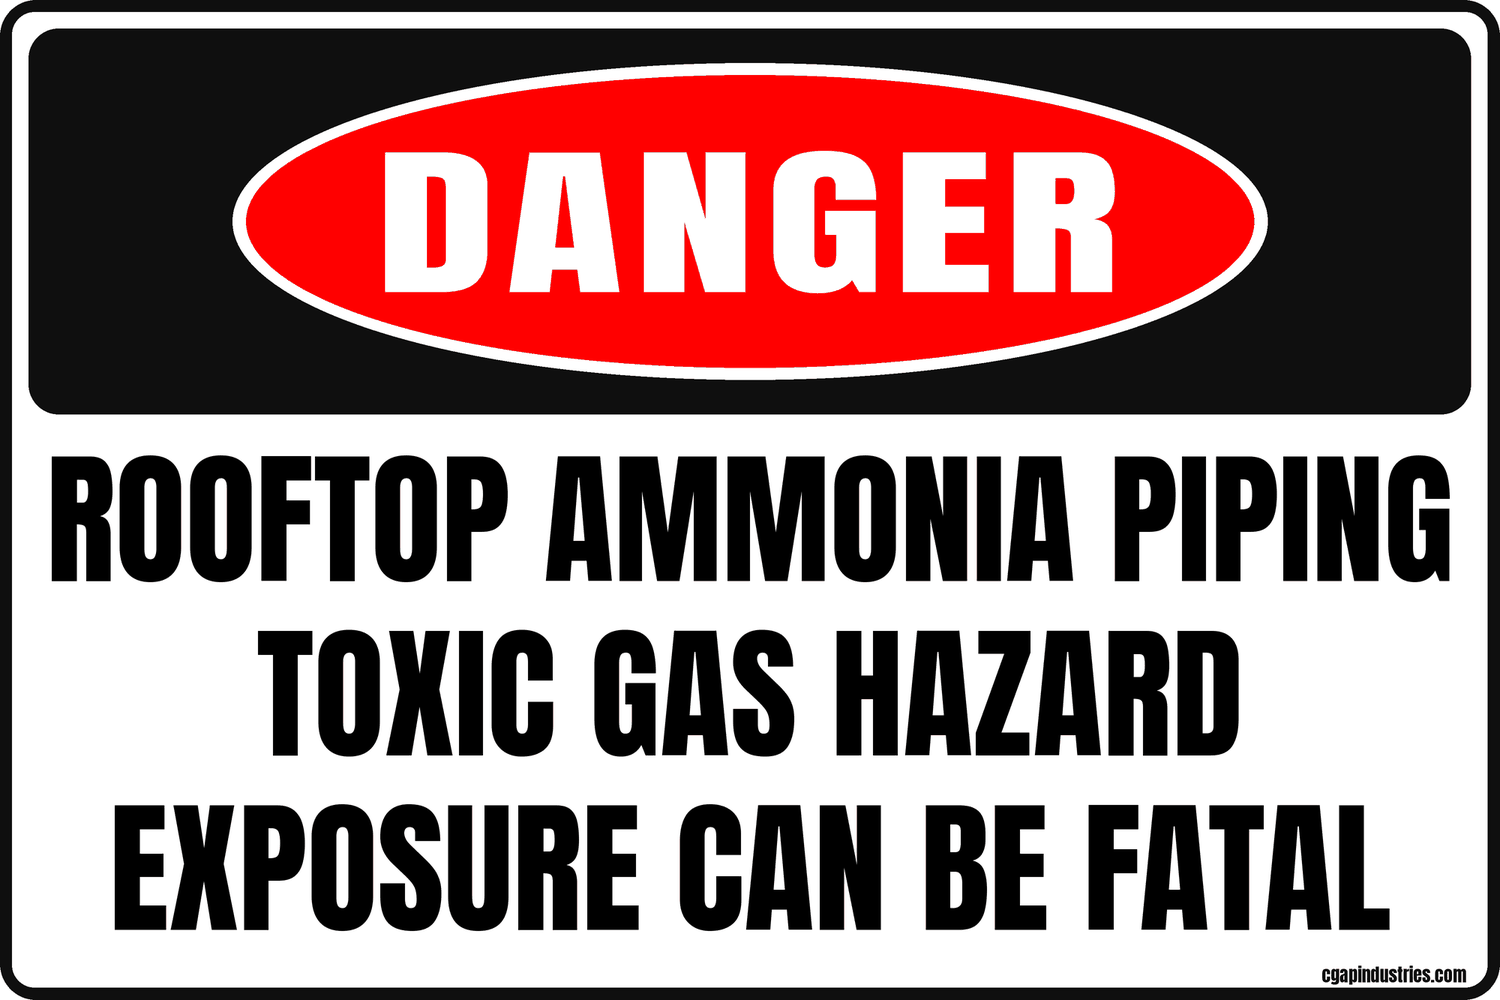 DANGER
ROOFTOP AMMONIA PIPING
TOXIC GAS HAZARD
EXPOSURE CAN BE FATAL
cgapindustries.com